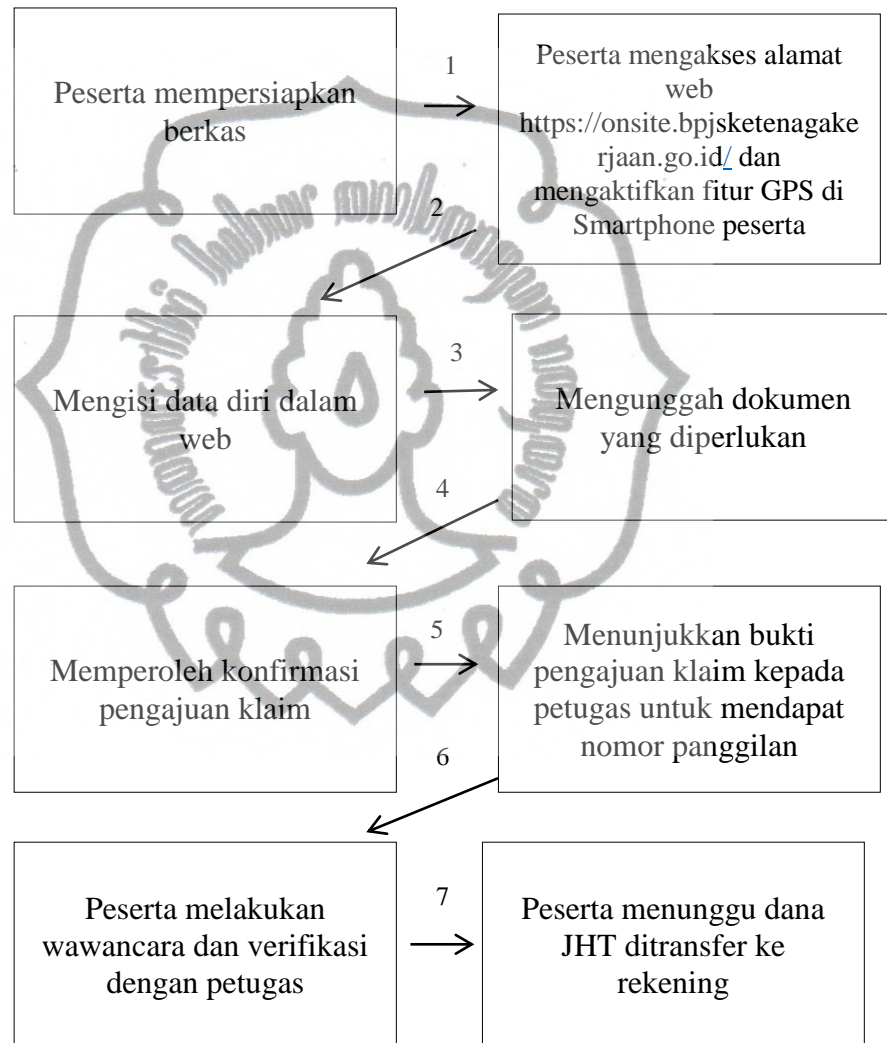 Peserta mempersiapkan
berkas
1
Peserta mengakses alamat
web
https://onsite.bpjsketenagake
rjaan.go.id/ dan
mengaktifkan fitur GPS di
Smartphone peserta
2
Mengisi data diri dalam
web
3
Mengunggah dokumen
yang diperlukan
4
Memperoleh konfirmasi
pengajuan klaim
5
Menunjukkan bukti
pengajuan klaim kepada
petugas untuk mendapat
nomor panggilan
6
Peserta melakukan
wawancara dan verifikasi
dengan petugas
7
Peserta menunggu dana
JHT ditransfer ke
rekening